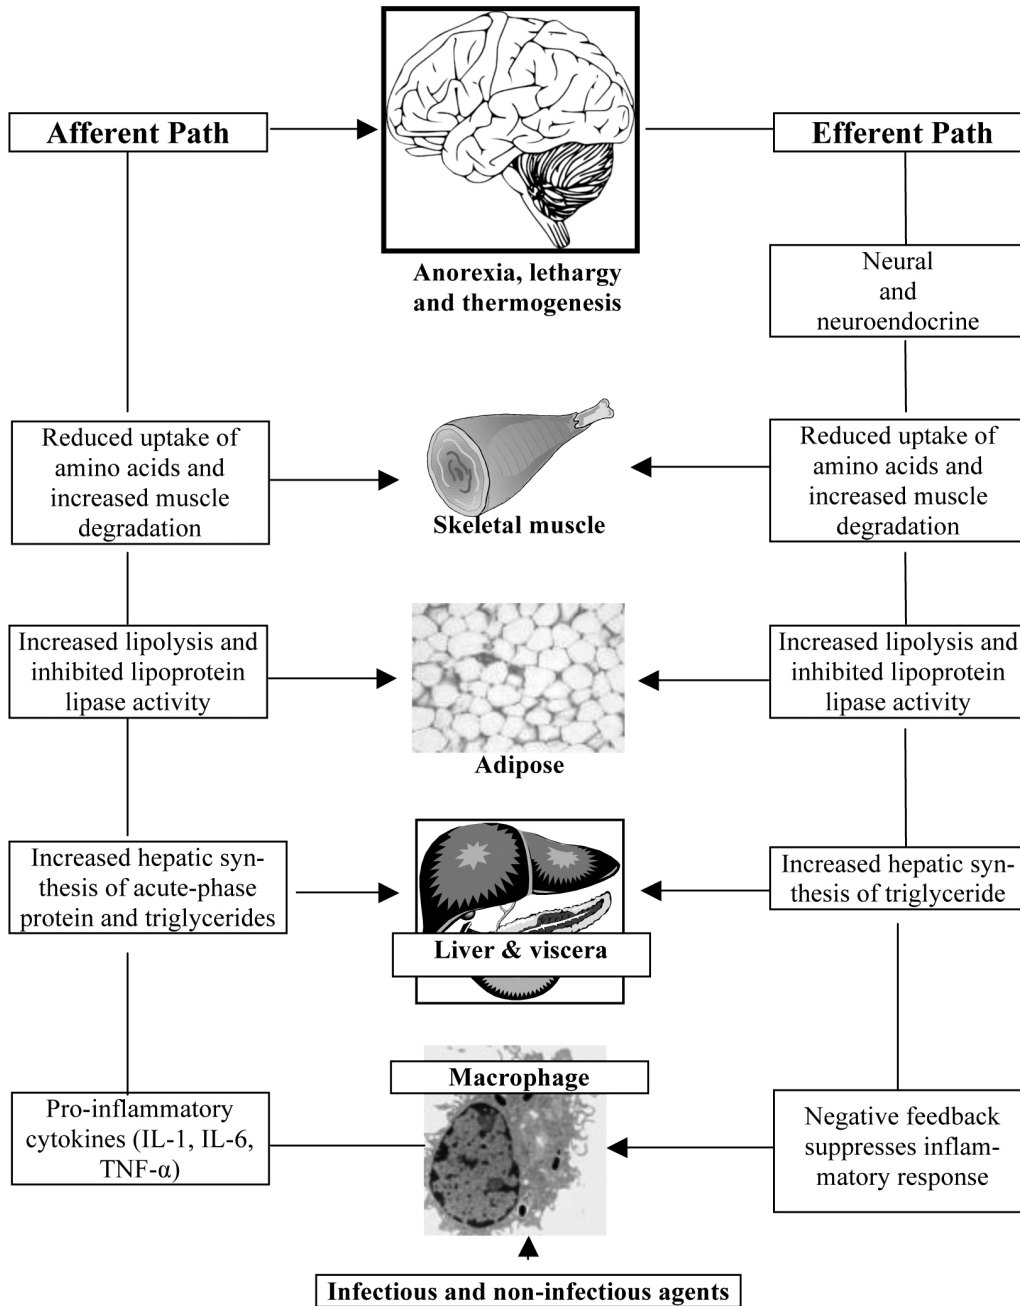 Afferent Path
Efferent Path
Anorexia, lethargy
and thermogenesis
Neural
and
neuroendocrine
Reduced uptake of
amino acids and
increased muscle
degradation
Skeletal muscle
Reduced uptake of
amino acids and
increased muscle
degradation
Increased lipolysis and
inhibited lipoprotein
lipase activity
Adipose
Increased lipolysis and
inhibited lipoprotein
lipase activity
Increased hepatic syn-
thesis of acute-phase
protein and triglycerides
Liver & viscera
Increased hepatic syn-
thesis of triglyceride
Macrophage
Pro-inflammatory
cytokines (IL-1, IL-6,
TNF-α)
Negative feedback
suppresses inflam-
matory response
Infectious and non-infectious agents